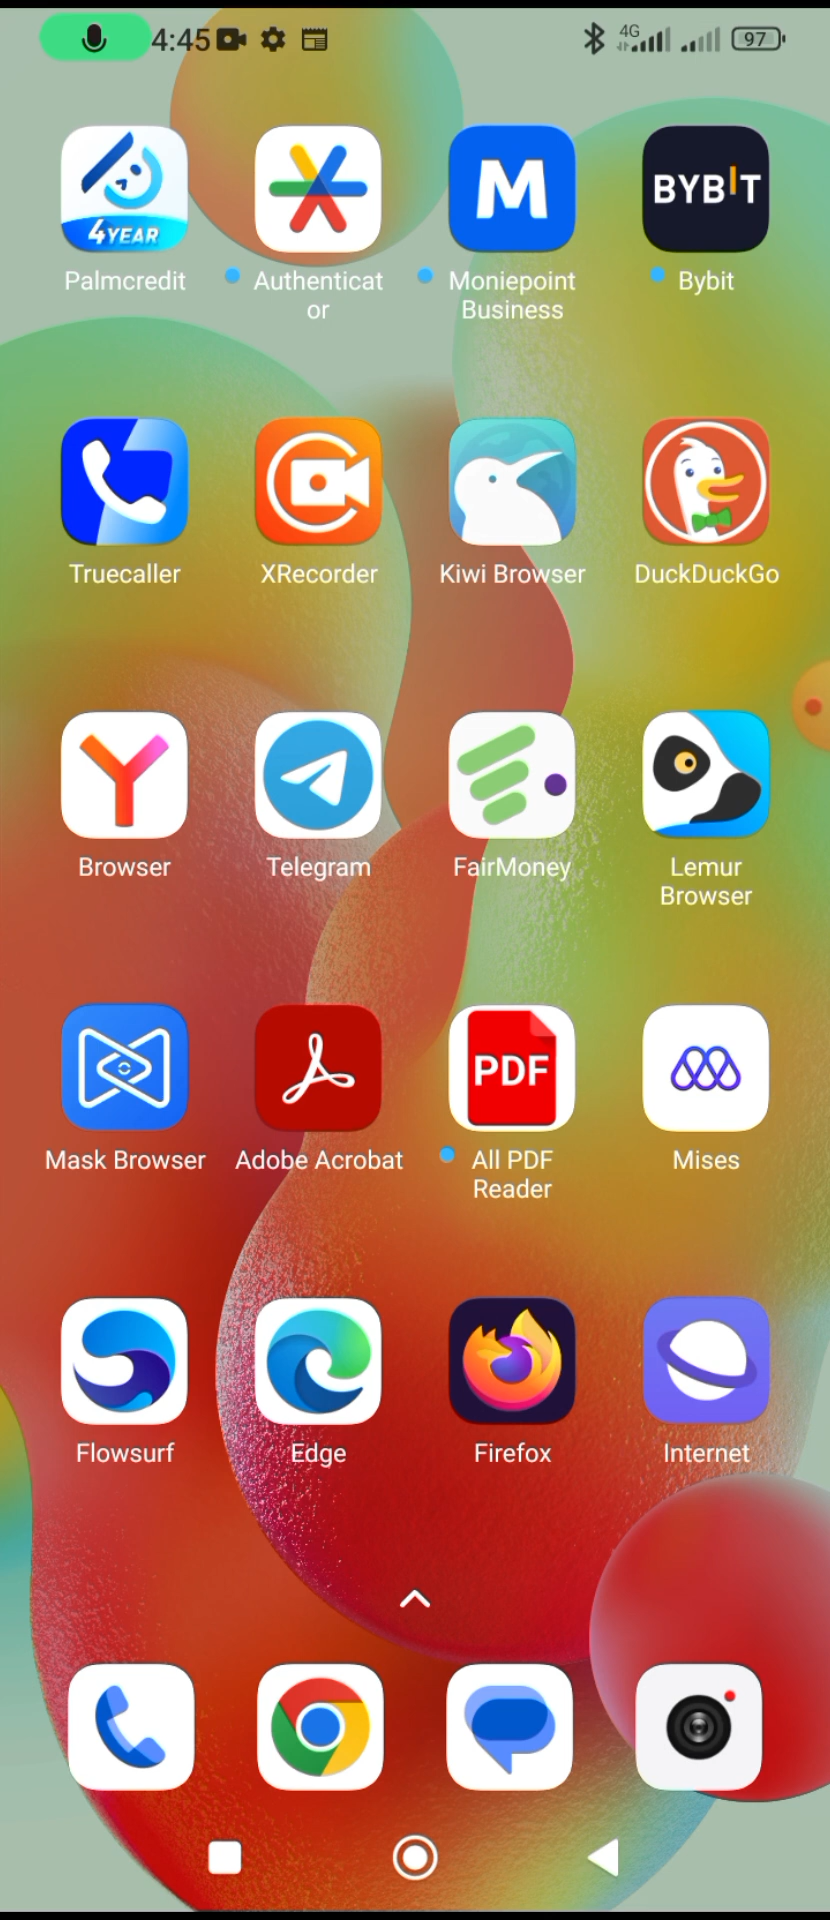 4:45
4G
97
4YEAR
BYBIT
M
Palmcredit
Authenticat
or
Moniepoint
Business
Bybit
Truecaller
XRecorder
Kiwi Browser
DuckDuckGo
Browser
Telegram
FairMoney
Lemur
Browser
PDF
Mask Browser
Adobe Acrobat
All PDF
Reader
Mises
Flowsurf
Edge
Firefox
Internet